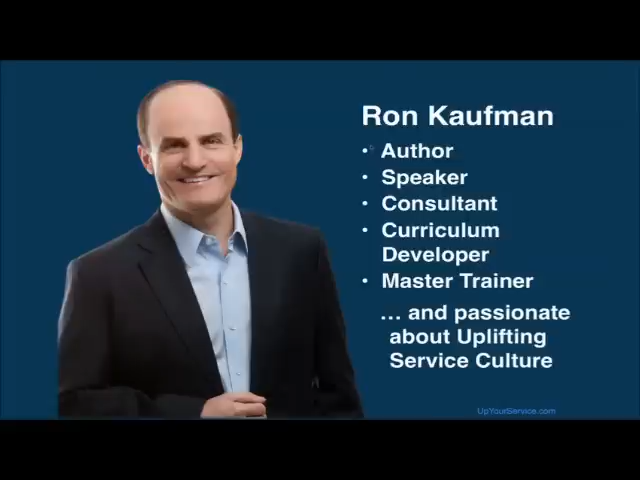 Ron Kaufman
• Author
• Speaker
• Consultant
• Curriculum
Developer
• Master Trainer
... and passionate
about Uplifting
Service Culture
UpYourService.com